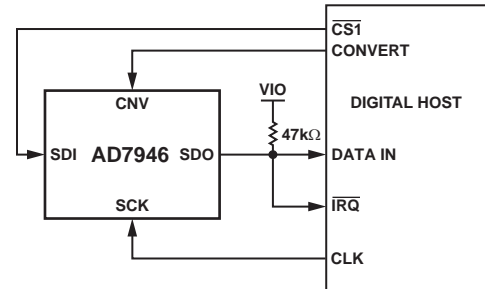 CS1
CONVERT
VIO
CNV
DIGITAL HOST
47kΩ
SDI AD7946 SDO
DATA IN
SCK
IRQ
CLK